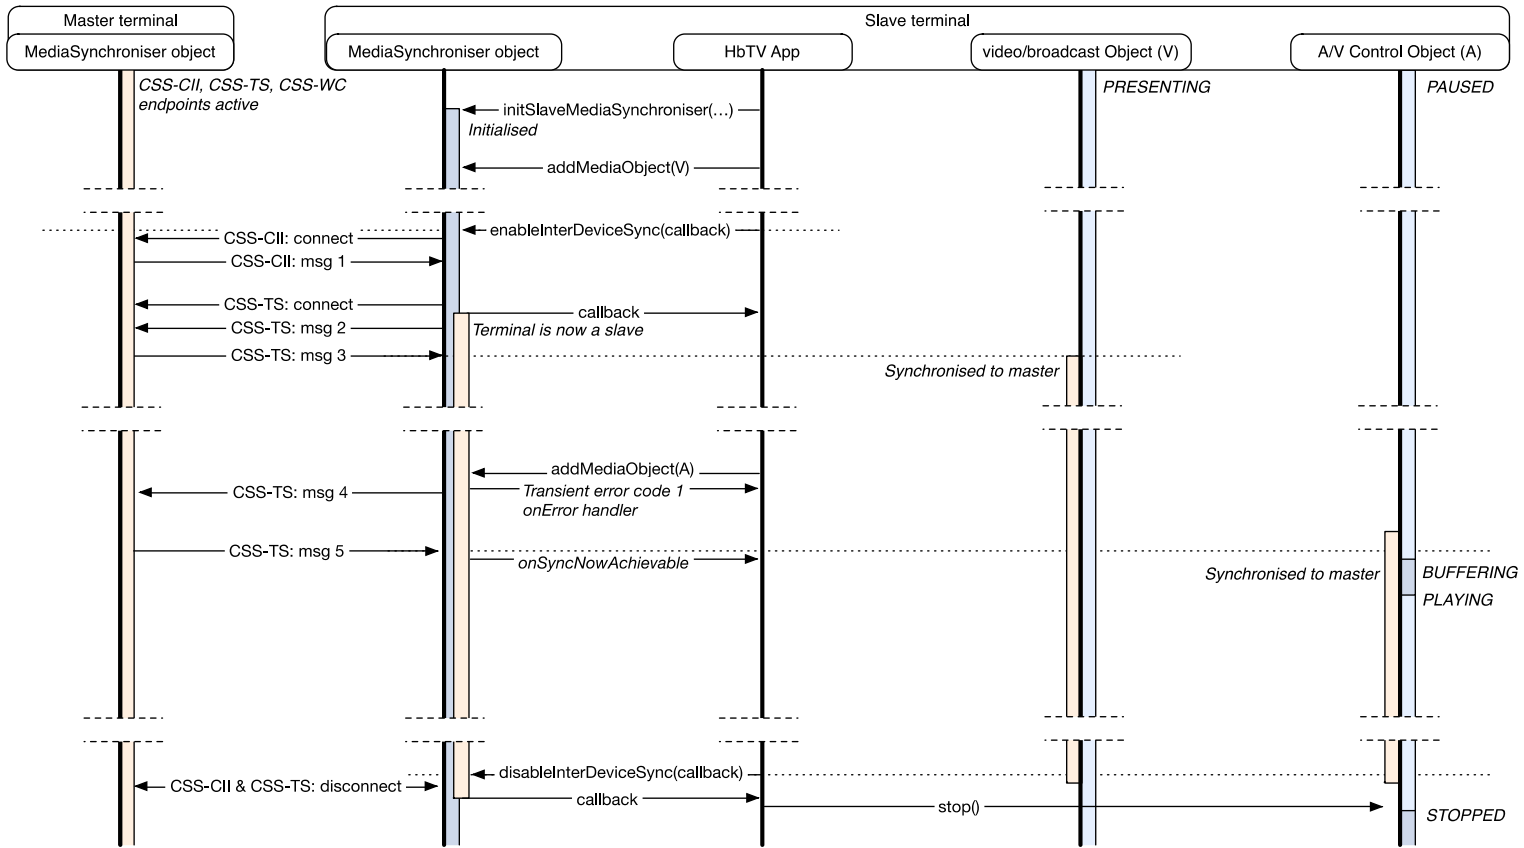 Master terminal
Slave terminal
MediaSynchroniser object
MediaSynchroniser object
HbTV App
video/broadcast Object (V)
A/V Control Object (A)
CSS-CII, CSS-TS, CSS-WC
endpoints active
PRESENTING
PAUSED
initSlaveMediaSynchroniser(...)
Initialised
addMediaObject(V)
enableInterDeviceSync(callback)
CSS-CII: connect
CSS-CII: msg 1
CSS-TS: connect
callback
CSS-TS: msg 2
Terminal is now a slave
CSS-TS: msg 3
Synchronised to master
addMediaObject(A)
CSS-TS: msg 4
Transient error code 1
onError handler
CSS-TS: msg 5
onSyncNowAchievable
Synchronised to master
BUFFERING
PLAYING
disableInterDeviceSync(callback)
CSS-CII & CSS-TS: disconnect
callback
stop()
STOPPED